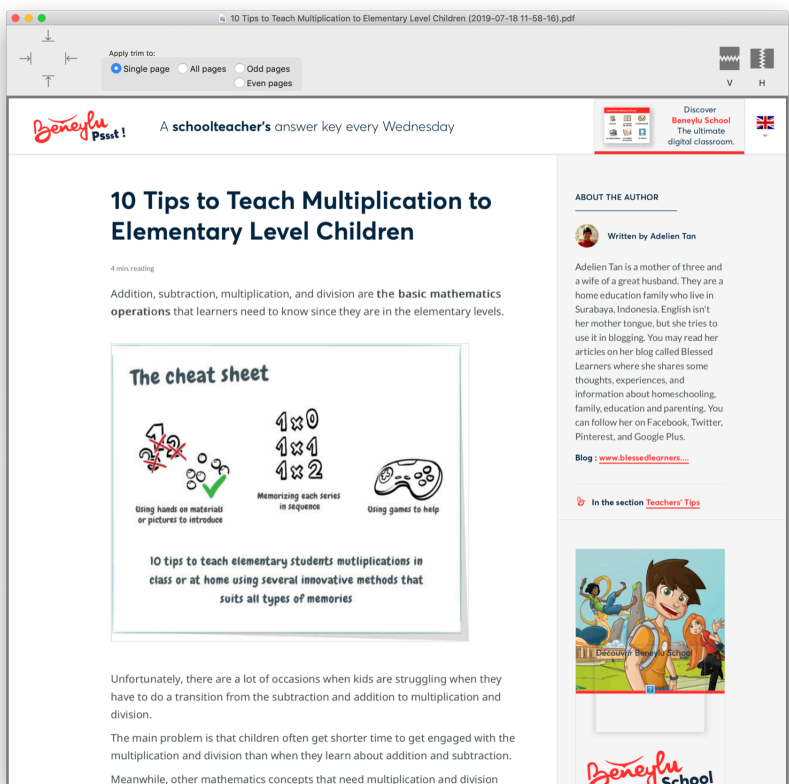 10 Tips to Teach Multiplication to Elementary Level Children (2019-07-18 11-58-16).pdf
Apply trim to:
Single page
All pages
Odd pages
Even pages
V
H
Beneylu
Pssst !
A schoolteacher's answer key every Wednesday
Discover
Beneylu School
The ultimate
digital classroom.
10 Tips to Teach Multiplication to
Elementary Level Children
4 min. reading
Addition, subtraction, multiplication, and division are the basic mathematics
operations that learners need to know since they are in the elementary levels.
The cheat sheet
1x0
1x1
1x2
Using hands on materials
or pictures to introduce
Memorizing each series
in sequence
Using games to help
10 tips to teach elementary students mutliplications in
class or at home using several innovative methods that
suits all types of memories
Unfortunately, there are a lot of occasions when kids are struggling when they
have to do a transition from the subtraction and addition to multiplication and
division.
The main problem is that children often get shorter time to get engaged with the
multiplication and division than when they learn about addition and subtraction.
Meanwhile, other mathematics concepts that need multiplication and division
ABOUT THE AUTHOR
Written by Adelien Tan
Adelien Tan is a mother of three and
a wife of a great husband. They are a
home education family who live in
Surabaya, Indonesia. English isn't
her mother tongue, but she tries to
use it in blogging. You may read her
articles on her blog called Blessed
Learners where she shares some
thoughts, experiences, and
information about homeschooling,
family, education and parenting. You
can follow her on Facebook, Twitter,
Pinterest, and Google Plus.
Blog : www.blessedlearners....
In the section Teachers' Tips
Découvrir Beneylu School
Beneylu
School